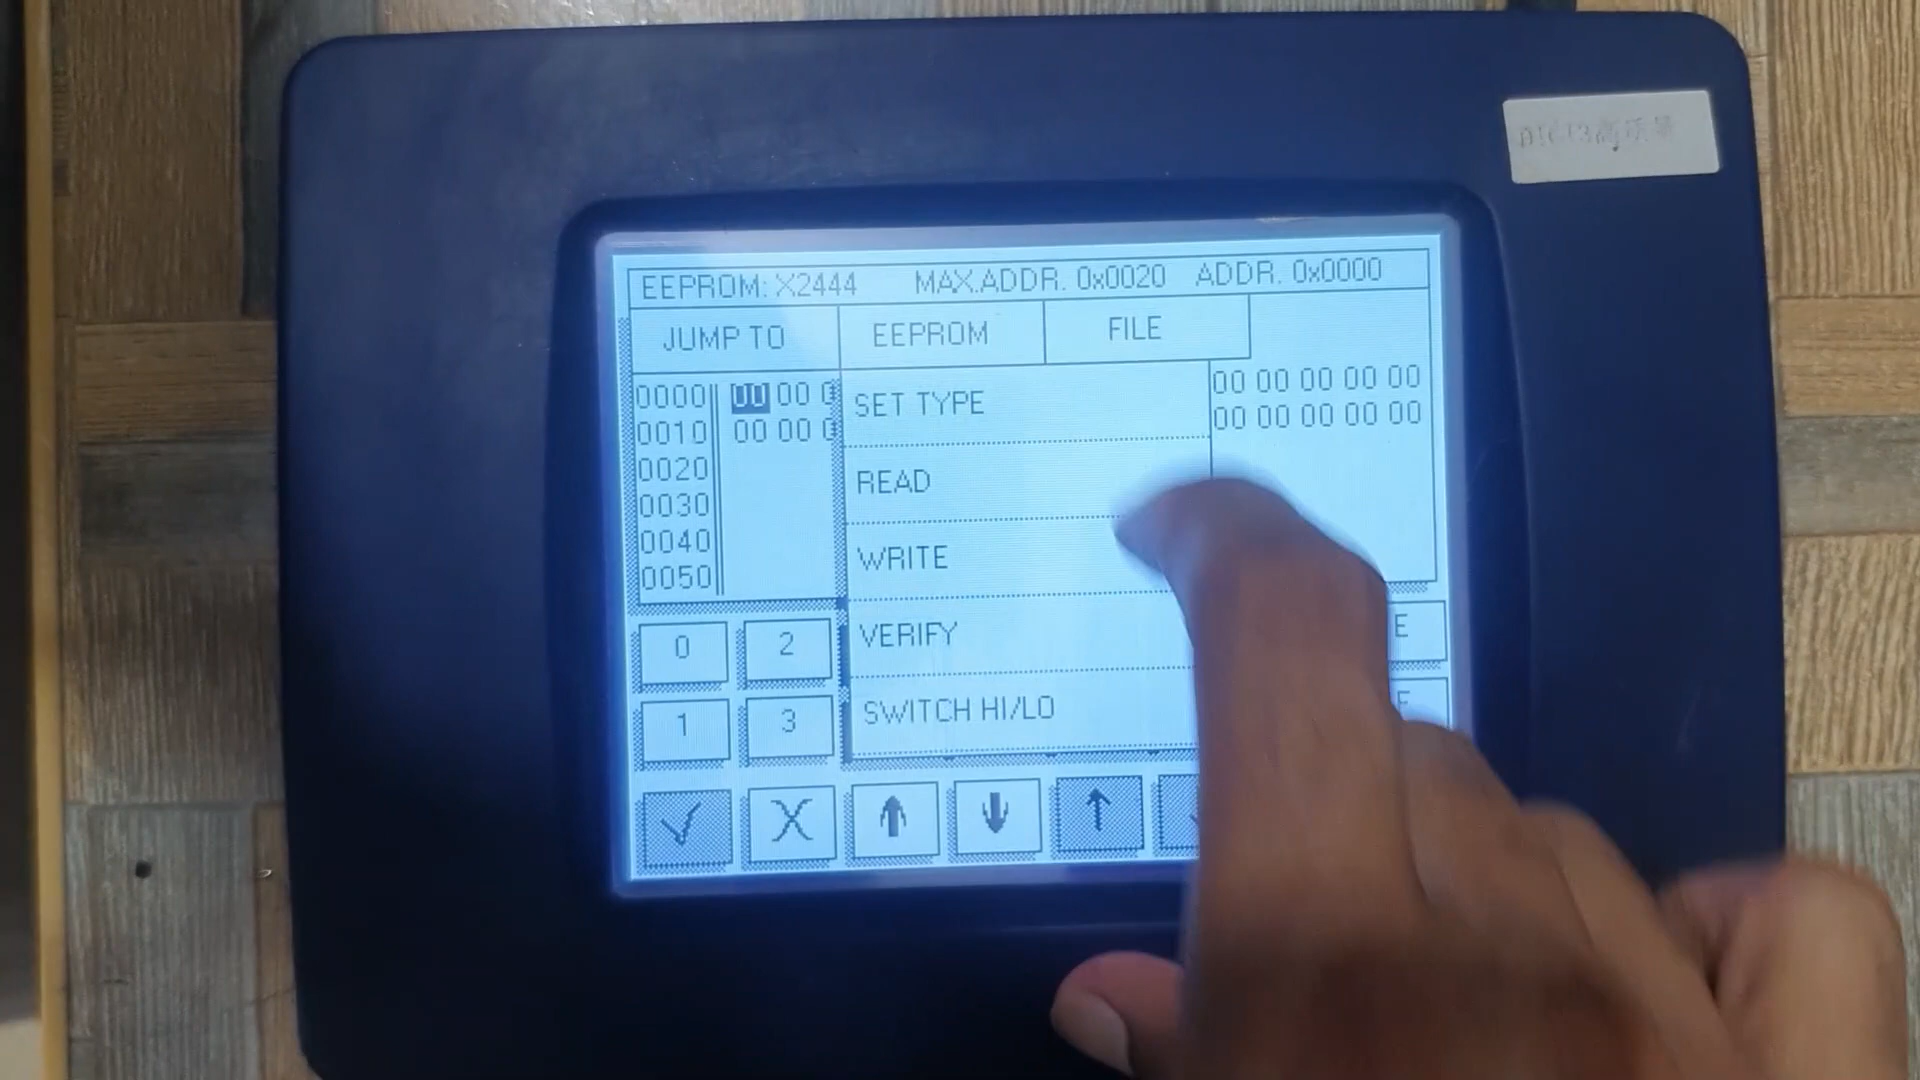 EEPROM: X2444 MAX.ADDR. 0x0020 ADDR. 0x0000
JUMP TO EEPROM FILE
0000 00 00 0 SET TYPE 00 00 00 00 00
0010 00 00 0 00 00 00 00 00
0020 READ
0030
0040 WRITE
0050
0 2 VERIFY E
1 3 SWITCH HI/LO E